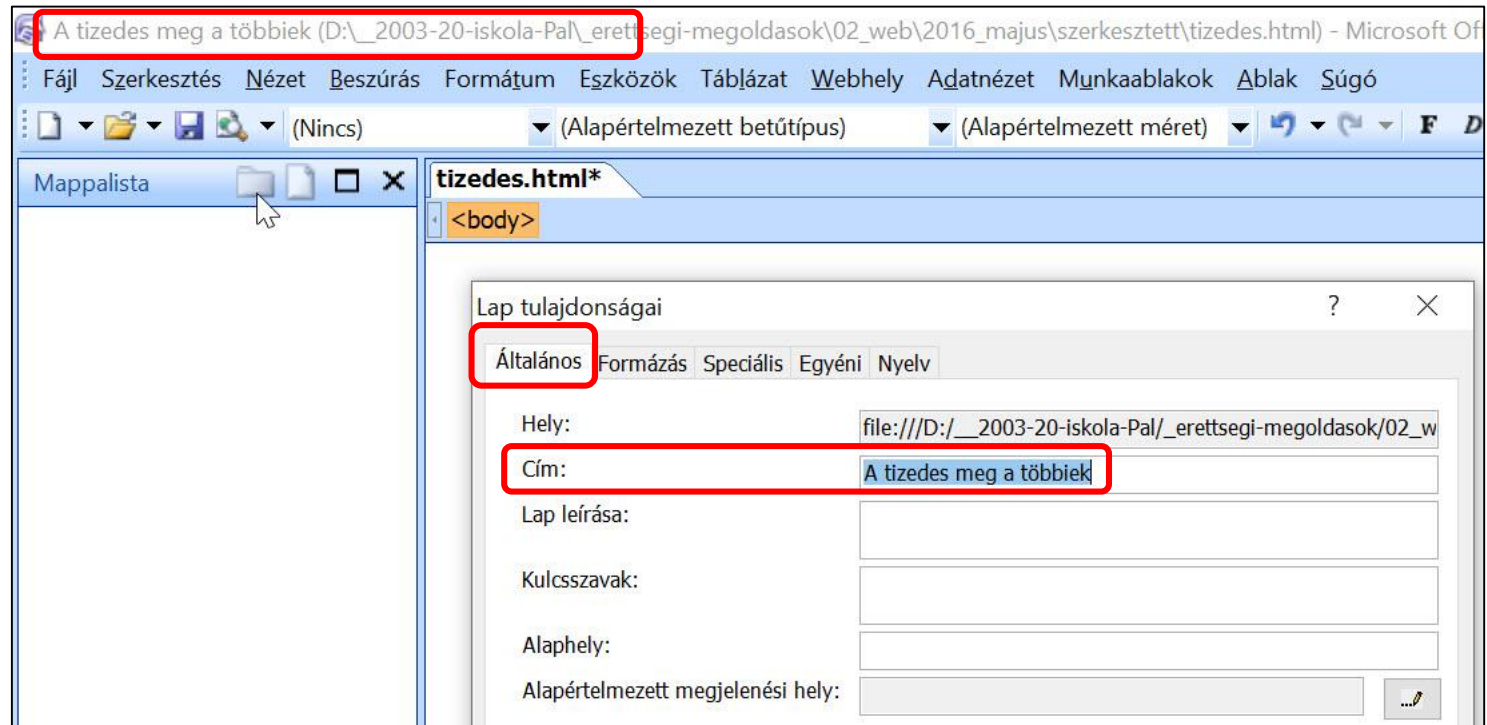 A tizedes meg a többiek (D:\__2003-20-iskola-Pal\_erettsegi-megoldasok\02_web\2016_majus\szerkesztett\tizedes.html) - Microsoft Of
Fájl Szerkesztés Nézet Beszúrás Formátum Eszközök Táblázat Webhely Adatnézet Munkaablakok Ablak Súgó
(Nincs) (Alapértelmezett betűtípus) (Alapértelmezett méret) F D
Mappalista tizedes.html*
<body>
Lap tulajdonságai ?
Általános Formázás Speciális Egyéni Nyelv
Hely: file:///D:/__2003-20-iskola-Pal/_erettsegi-megoldasok/02_w
Cím: A tizedes meg a többiek
Lap leírása:
Kulcsszavak:
Alaphely:
Alapértelmezett megjelenési hely: ...